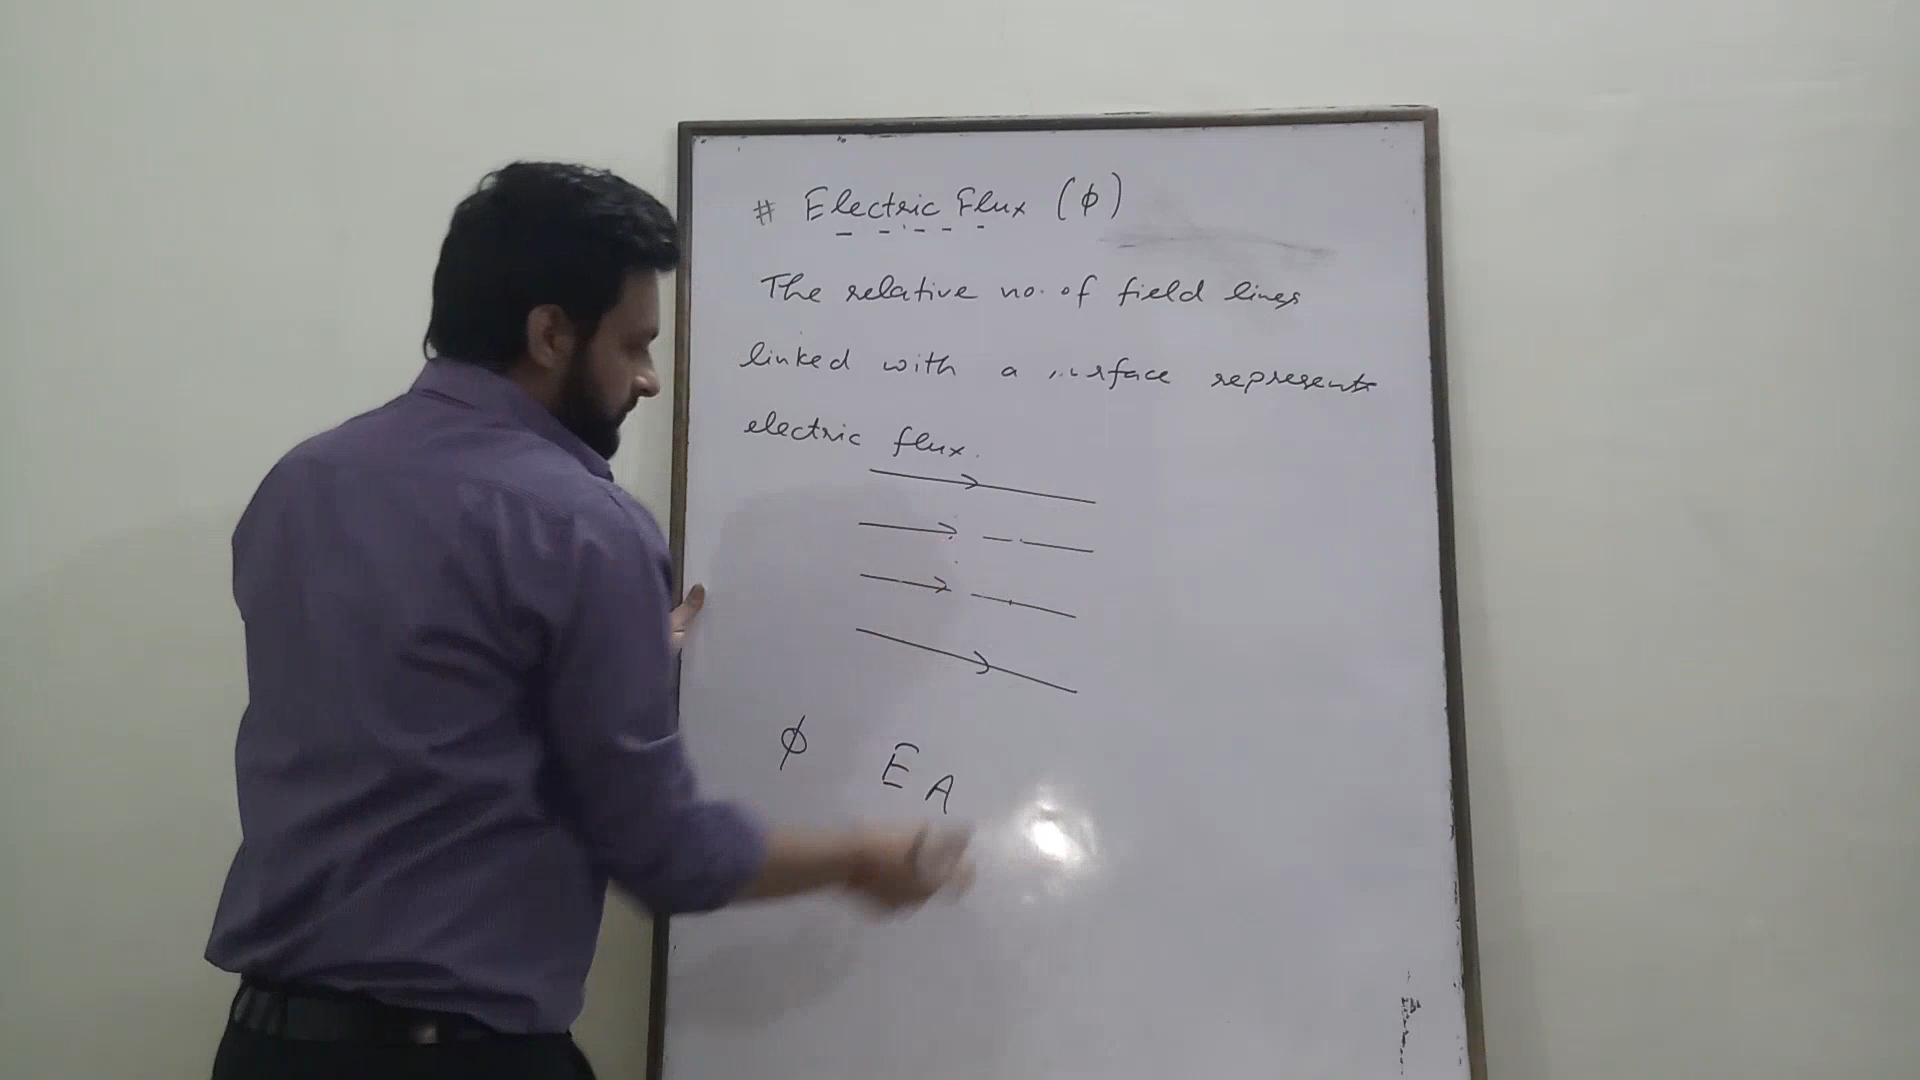 # Electric Flux (ϕ)
The relative no. of field lines
linked with a surface represents
electric flux.
ϕ E A